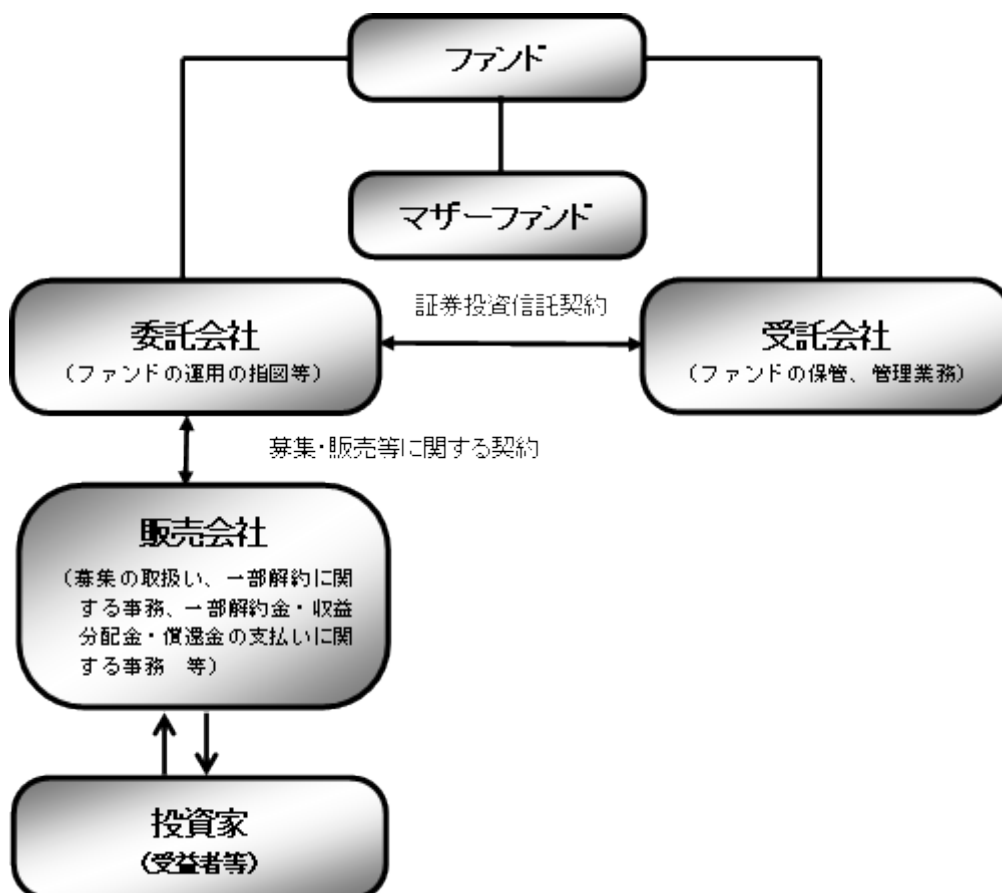 ファンド
マザーファンド
証券投資信託契約
委託会社
(ファンドの運用の指図等)
受託会社
(ファンドの保管、管理業務)
募集・販売等に関する契約
販売会社
(募集の取扱い、一部解約に関
する事務、一部解約金・収益
分配金・償還金の支払いに関
する事務　等)
投資家
(受益者等)